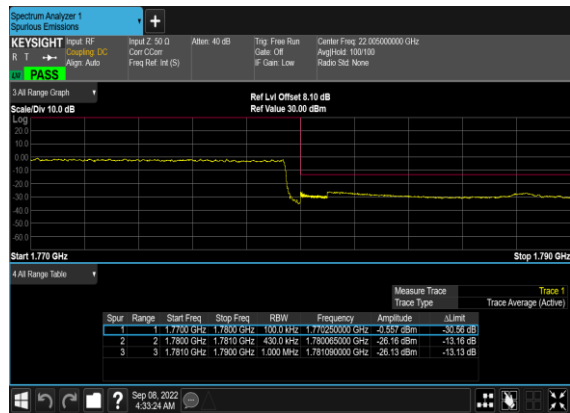 Spectrum Analyzer 1
Spurious Emissions
+
KEYSIGHT Input: RF Input Z: 50 Ω Atten: 40 dB Trig: Free Run Center Freq: 22.005000000 GHz
R T Coupling: DC Corr CCorr Gate: Off Avg|Hold: 100/100
Align: Auto Freq Ref: Int (S) IF Gain: Low Radio Std: None
PASS
3 All Range Graph
Ref Lvl Offset 8.10 dB
Scale/Div 10.0 dB Ref Value 30.00 dBm
Log
20.0
10.0
0.00
-10.0
-20.0
-30.0
-40.0
-50.0
-60.0
Start 1.770 GHz Stop 1.790 GHz
4 All Range Table
Measure Trace Trace 1
Trace Type Trace Average (Active)
Spur Range Start Freq Stop Freq RBW Frequency Amplitude ΔLimit
1 1 1.7700 GHz 1.7800 GHz 100.0 kHz 1.770250000 GHz -0.557 dBm -30.56 dB
2 2 1.7800 GHz 1.7810 GHz 430.0 kHz 1.780065000 GHz -26.16 dBm -13.16 dB
3 3 1.7810 GHz 1.7900 GHz 1.000 MHz 1.781090000 GHz -26.13 dBm -13.13 dB
? Sep 08, 2022
4:33:24 AM